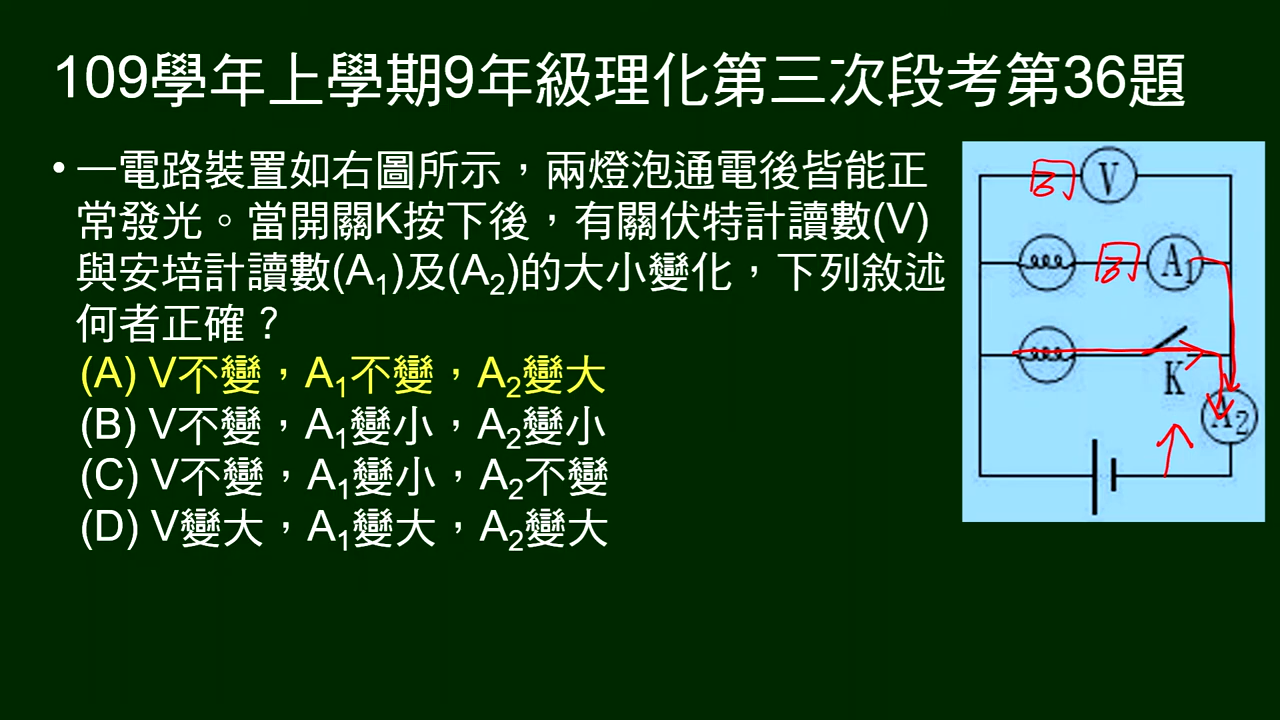 109學年上學期9年級理化第三次段考第36題
• 一電路裝置如右圖所示，兩燈泡通電後皆能正
常發光。當開關K按下後，有關伏特計讀數(V)
與安培計讀數(A₁)及(A₂)的大小變化，下列敘述
何者正確？
(A) V不變，A₁不變，A₂變大
(B) V不變，A₁變小，A₂變小
(C) V不變，A₁變小，A₂不變
(D) V變大，A₁變大，A₂變大
V
A₁
K
A₂